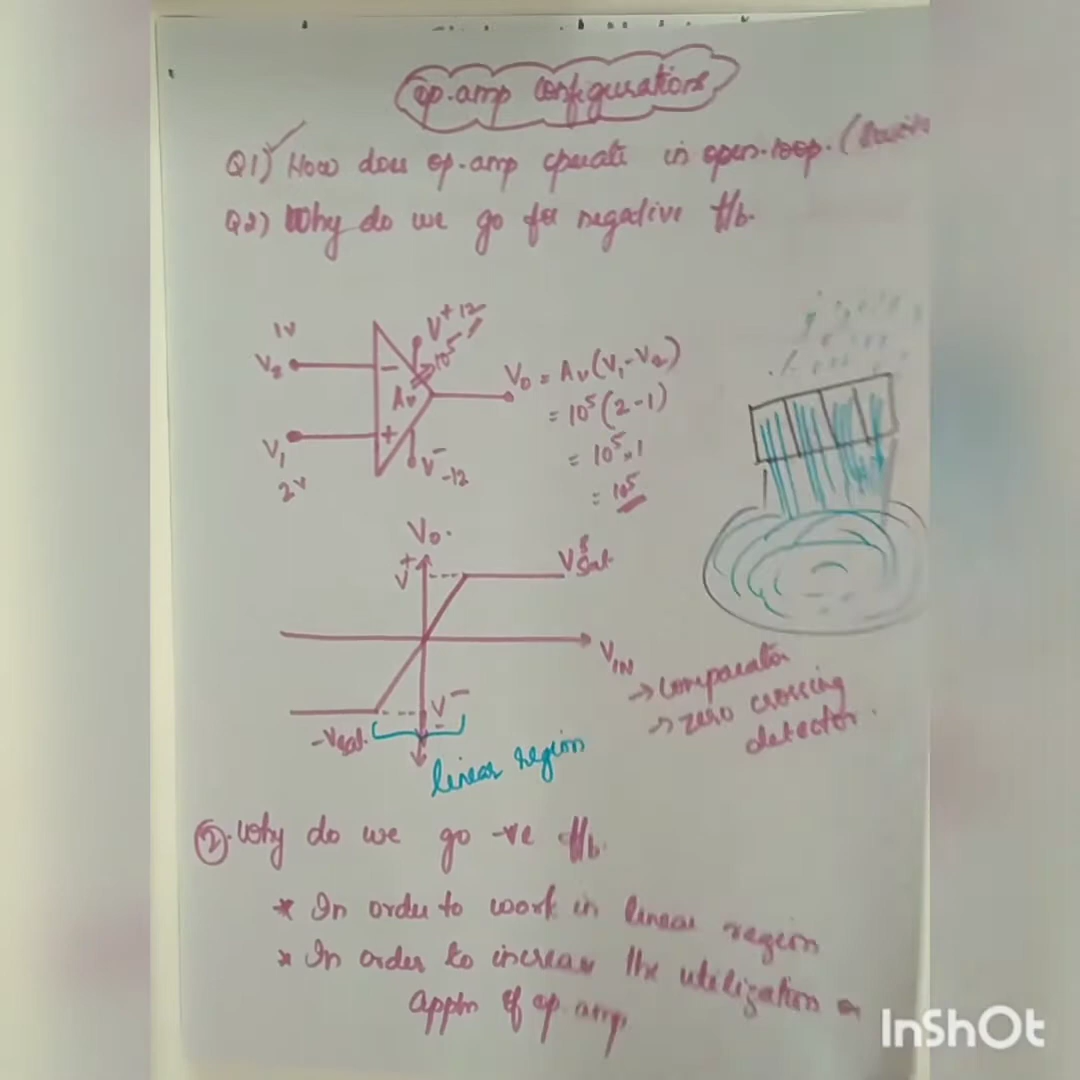 op.amp configurations
Q1) How does op.amp operate in open.loop. (
Q2) Why do we go for negative f/b.
1v
V2
V+ +12
10^5
Av
V1
2v
V- -12
Vo = Av(V1-V2)
= 10^5(2-1)
= 10^5 × 1
= 10^5
Vo.
V+
Vsat.
VIN
V-
-Vsat.
linear region
→ comparator
→ zero crossing
detector.
②. Why do we go -ve f/b.
* In order to work in linear region
* In order to increase the utilization or
appln of op.amp
InShOt